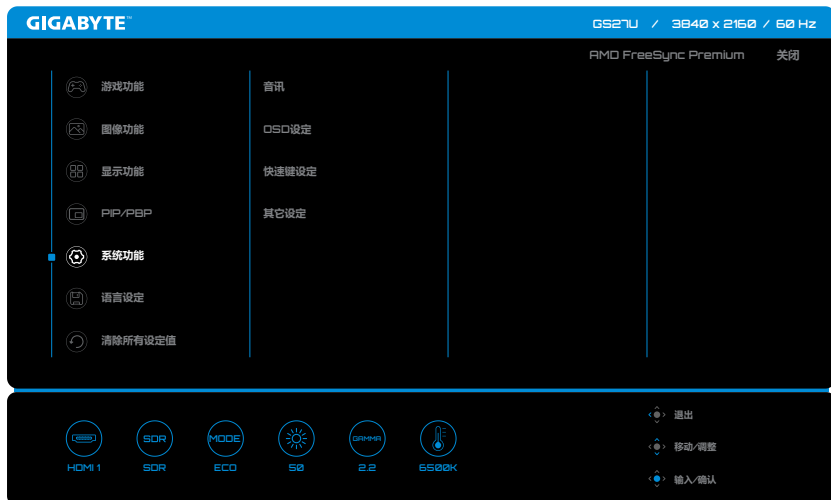 GIGABYTE™ GS27U / 3840 x 2160 / 60 Hz
AMD FreeSync Premium 关闭
游戏功能 音讯
图像功能 OSD设定
显示功能 快速键设定
PIP/PBP 其它设定
系统功能
语言设定
清除所有设定值
退出
SDR MODE GAMMA
移动/调整
HDMI 1 SDR ECO 50 2.2 6500K
输入/确认